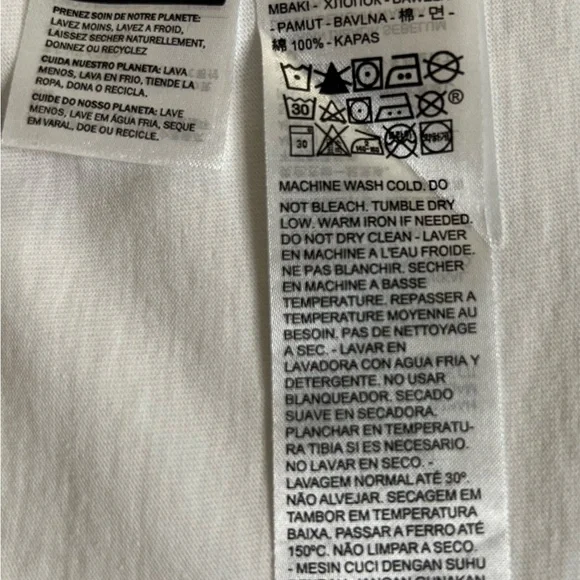 PRENEZ SOIN DE NOTRE PLANETE:
LAVEZ MOINS, LAVEZ A FROID,
LAISSEZ SECHER NATURELLEMENT,
DONNEZ OU RECYCLEZ
CUIDA NUESTRO PLANETA: LAVA
MENOS, LAVA EN FRIO, TIENDE LA
ROPA, DONA O RECICLA.
CUIDE DO NOSSO PLANETA: LAVE
MENOS, LAVE EM ÁGUA FRIA, SEQUE
EM VARAL, DOE OU RECICLE.
- PAMUT - BAVLNA - 棉 - 면 -
綿 100% - KAPAS
30 ®
30
MACHINE WASH COLD. DO
NOT BLEACH. TUMBLE DRY
LOW. WARM IRON IF NEEDED.
DO NOT DRY CLEAN - LAVER
EN MACHINE A L'EAU FROIDE.
NE PAS BLANCHIR. SECHER
EN MACHINE A BASSE
TEMPERATURE. REPASSER A
TEMPERATURE MOYENNE AU
BESOIN. PAS DE NETTOYAGE
A SEC. - LAVAR EN
LAVADORA CON AGUA FRIA Y
DETERGENTE. NO USAR
BLANQUEADOR. SECADO
SUAVE EN SECADORA.
PLANCHAR EN TEMPERATU-
RA TIBIA SI ES NECESARIO.
NO LAVAR EN SECO. -
LAVAGEM NORMAL ATÉ 30º.
NÃO ALVEJAR. SECAGEM EM
TAMBOR EM TEMPERATURA
BAIXA. PASSAR A FERRO ATÉ
150ºC. NÃO LIMPAR A SECO.
- MESIN CUCI DENGAN SUHU